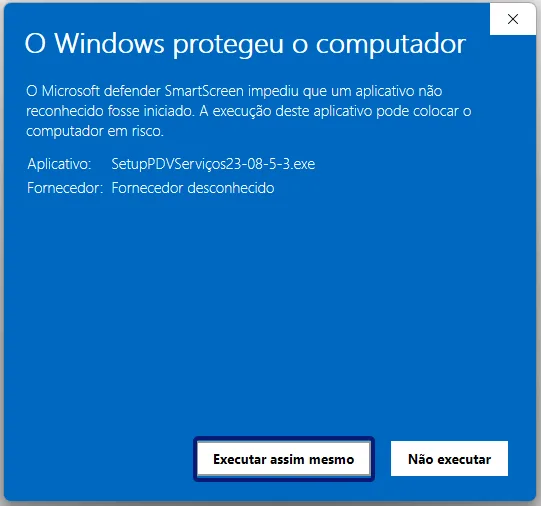 O Windows protegeu o computador
O Microsoft defender SmartScreen impediu que um aplicativo não
reconhecido fosse iniciado. A execução deste aplicativo pode colocar o
computador em risco.
Aplicativo: SetupPDVServiços23-08-5-3.exe
Fornecedor: Fornecedor desconhecido
Executar assim mesmo Não executar